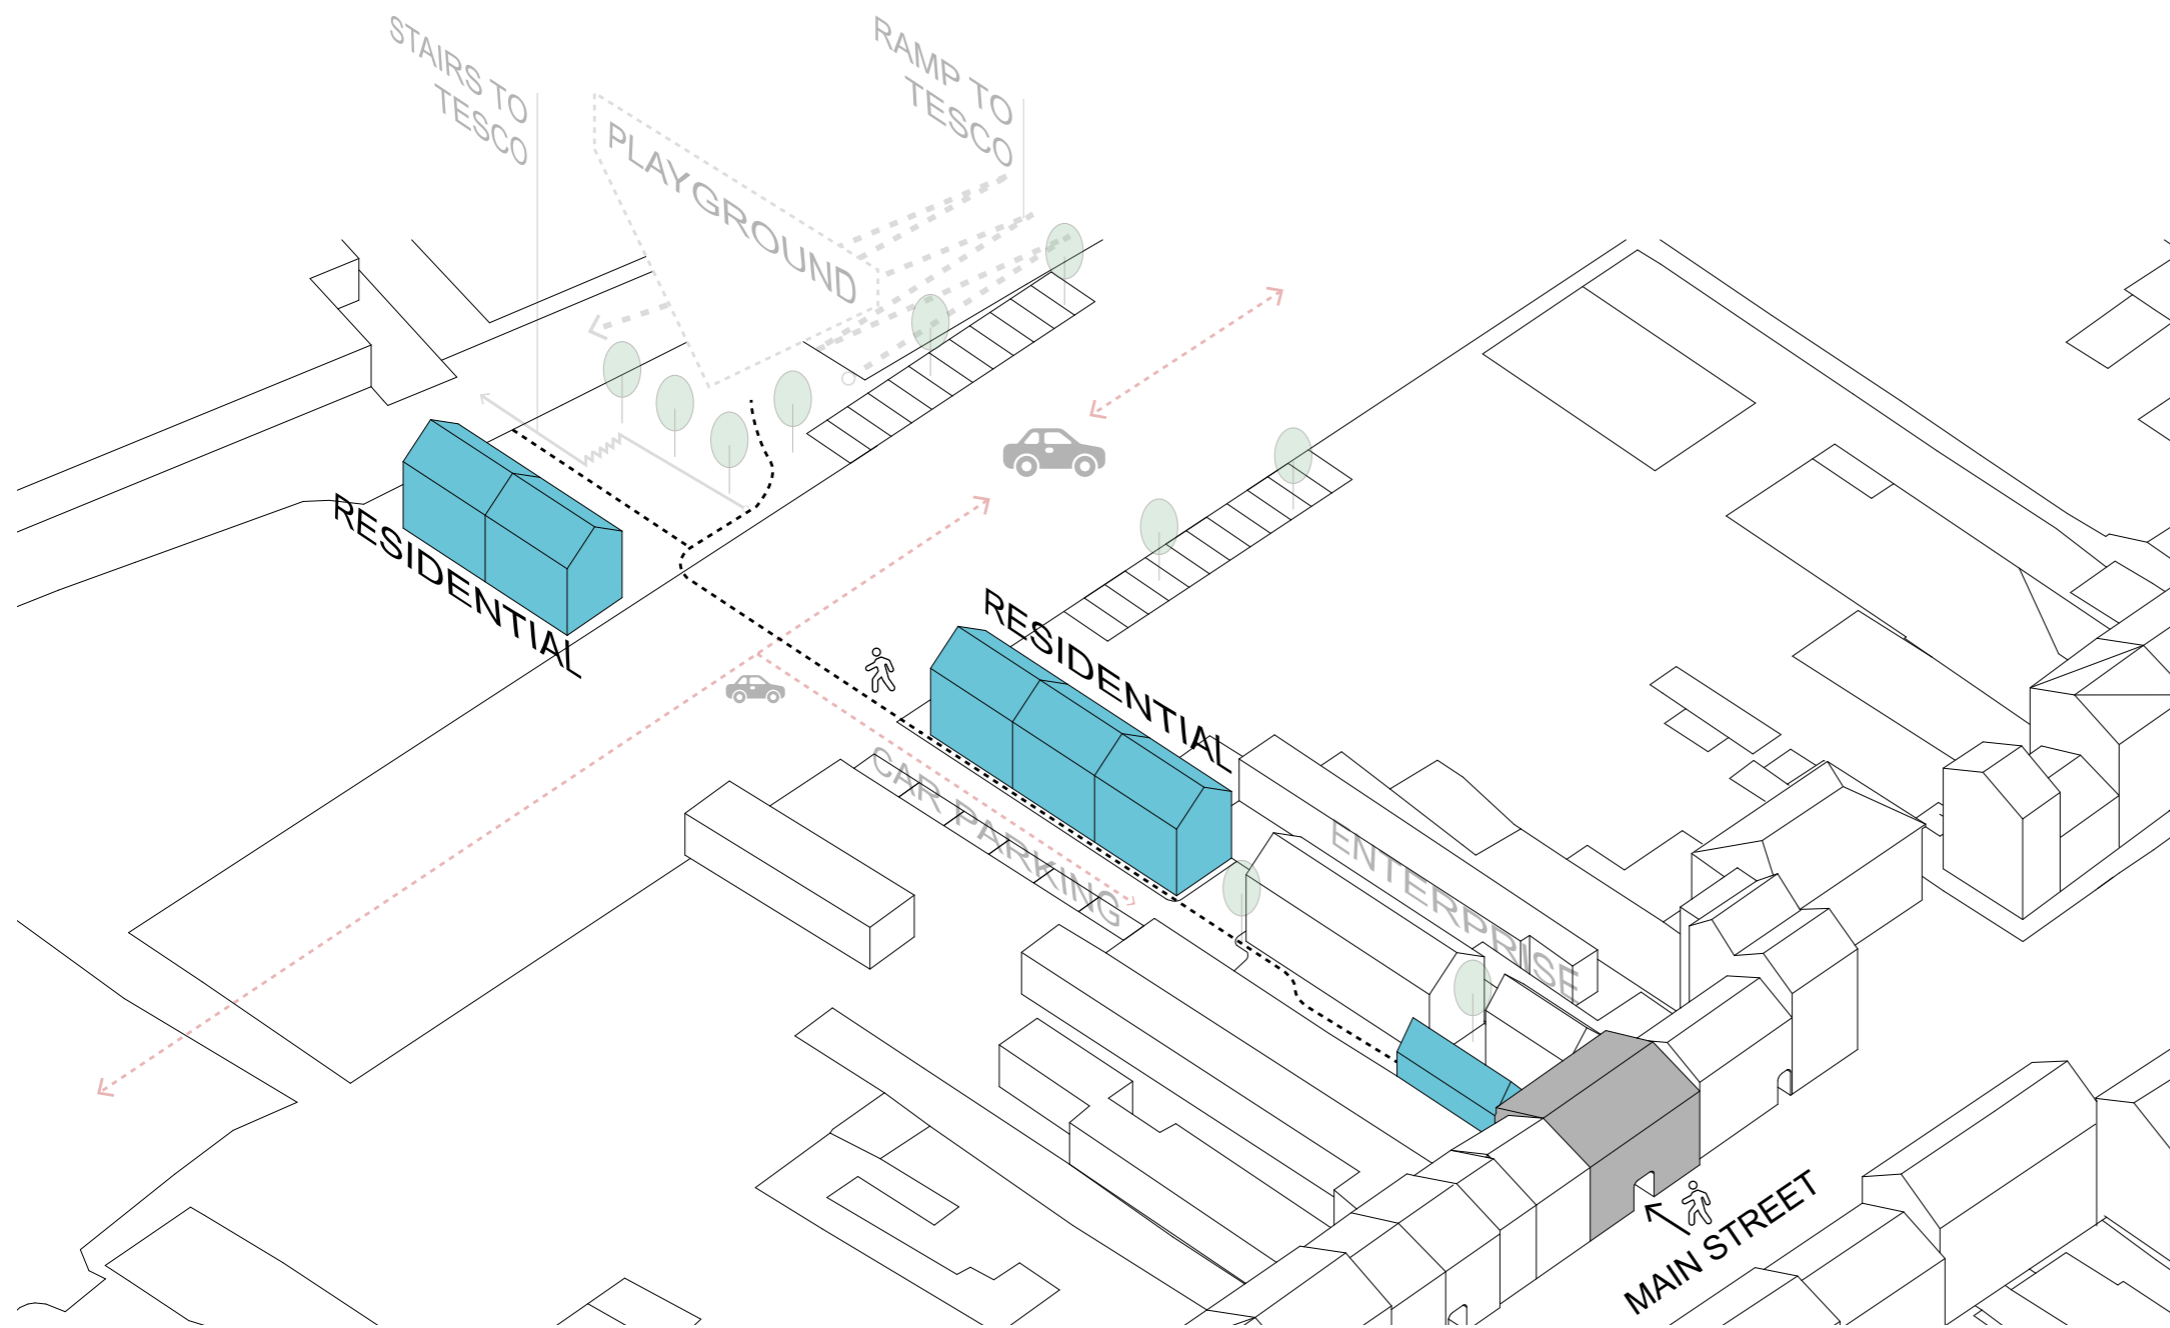 STAIRS TO
TESCO
RAMP TO
TESCO
PLAYGROUND
RESIDENTIAL
RESIDENTIAL
CAR PARKING
ENTERPRISE
MAIN STREET